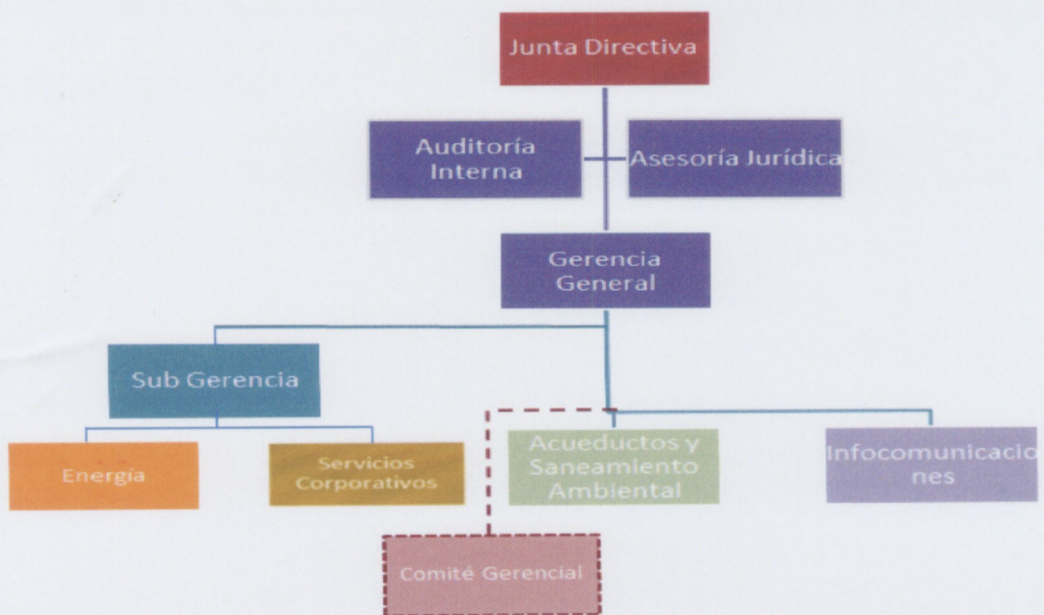 Junta Directiva
Auditoría
Interna
Asesoría Jurídica
Gerencia
General
Sub Gerencia
Energía
Servicios
Corporativos
Acueductos y
Saneamiento
Ambiental
Infocomunicacio
nes
Comité Gerencial